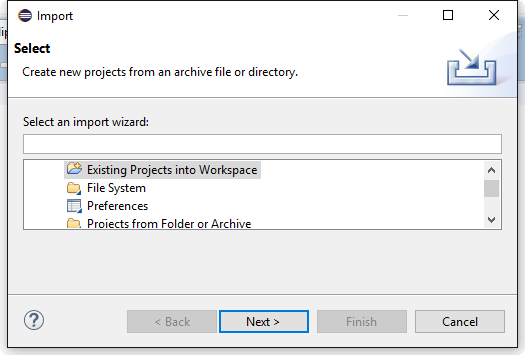 Import
Select
Create new projects from an archive file or directory.
Select an import wizard:
Existing Projects into Workspace
File System
Preferences
Projects from Folder or Archive
?
< Back
Next >
Finish
Cancel